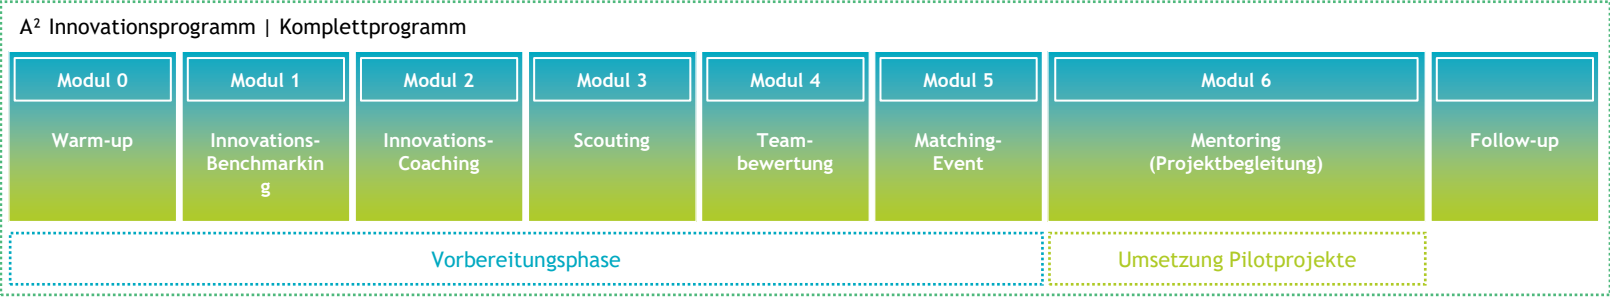 A² Innovationsprogramm | Komplettprogramm
Modul 0
Modul 1
Modul 2
Modul 3
Modul 4
Modul 5
Modul 6
Warm-up
Innovations-
Benchmarkin
g
Innovations-
Coaching
Scouting
Team-
bewertung
Matching-
Event
Mentoring
(Projektbegleitung)
Follow-up
Vorbereitungsphase
Umsetzung Pilotprojekte